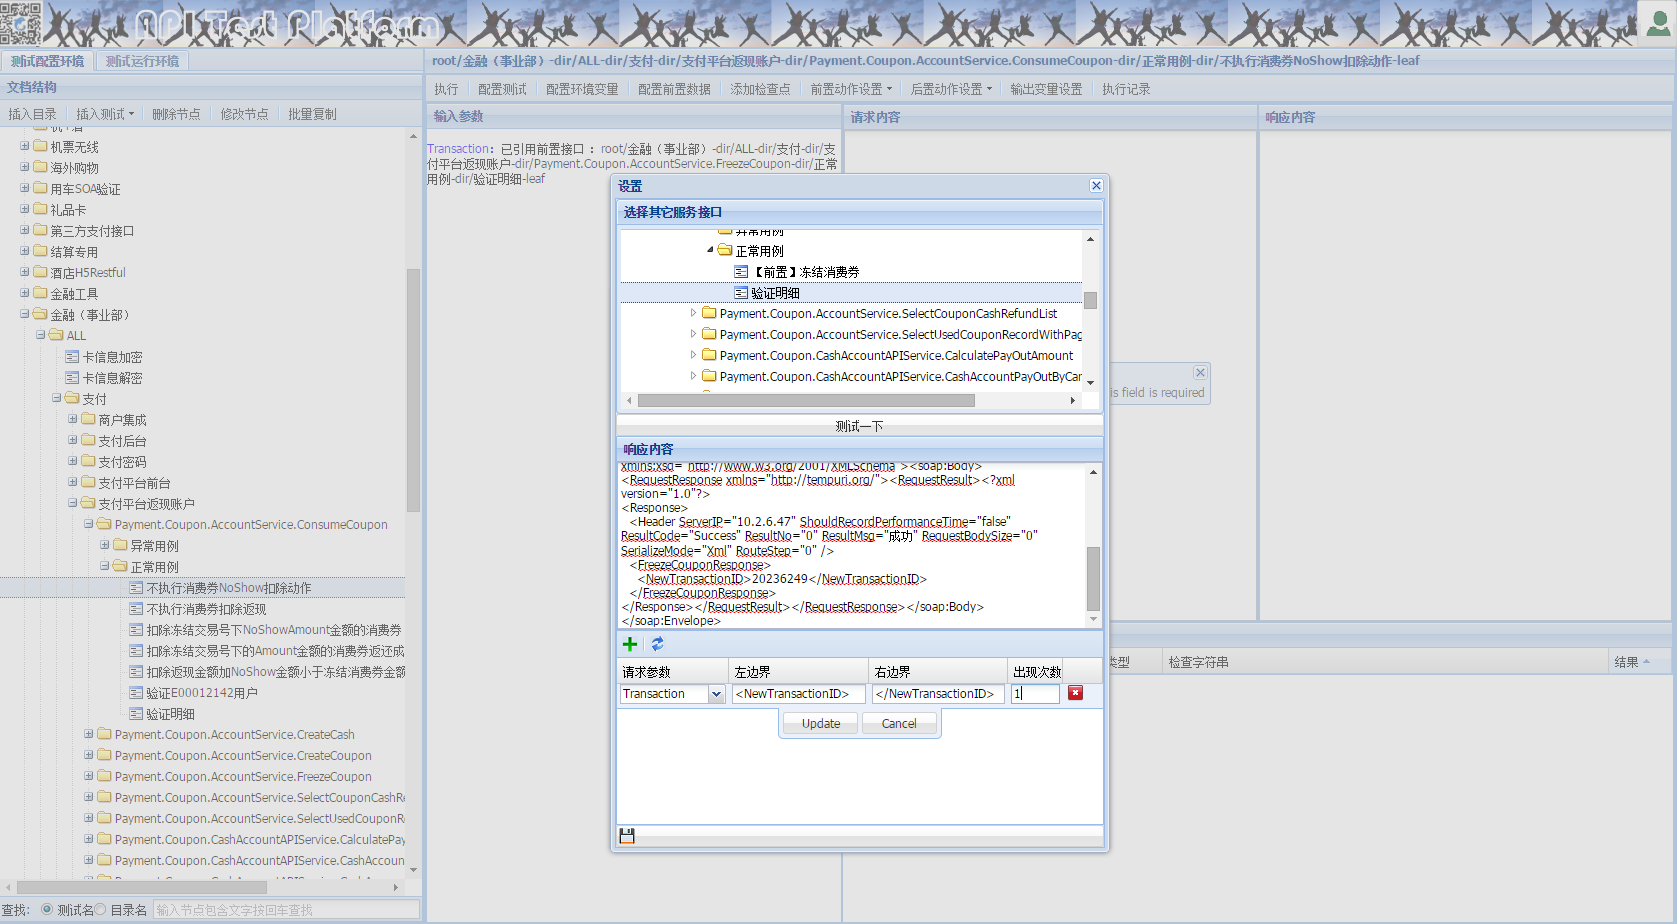 API Test Platform
测试配置环境
测试运行环境
文档结构
插入目录
插入测试
删除节点
修改节点
批量复制
机票无线
海外购物
用车SOA验证
礼品卡
第三方支付接口
结算专用
酒店H5Restful
金融工具
金融（事业部）
ALL
卡信息加密
卡信息解密
支付
商户集成
支付后台
支付密码
支付平台前台
支付平台返现账户
Payment.Coupon.AccountService.ConsumeCoupon
异常用例
正常用例
不执行消费券NoShow扣除动作
不执行消费券扣除返现
扣除冻结交易号下NoShowAmount金额的消费券
扣除冻结交易号下的Amount金额的消费券返还成
扣除返现金额加NoShow金额小于冻结消费券金额
验证E00012142用户
验证明细
Payment.Coupon.AccountService.CreateCash
Payment.Coupon.AccountService.CreateCoupon
Payment.Coupon.AccountService.FreezeCoupon
Payment.Coupon.AccountService.SelectCouponCashR
Payment.Coupon.AccountService.SelectUsedCouponR
Payment.Coupon.CashAccountAPIService.CalculatePay
Payment.Coupon.CashAccountAPIService.CashAccoun
查找:
测试名
目录名
输入节点包含文字按回车查找
root/金融（事业部）-dir/ALL-dir/支付-dir/支付平台返现账户-dir/Payment.Coupon.AccountService.ConsumeCoupon-dir/正常用例-dir/不执行消费券NoShow扣除动作-leaf
执行
配置测试
配置环境变量
配置前置数据
添加检查点
前置动作设置
后置动作设置
输出变量设置
执行记录
输入参数
请求内容
响应内容
Transaction: 已引用前置接口 : root/金融（事业部）-dir/ALL-dir/支付-dir/支
付平台返现账户-dir/Payment.Coupon.AccountService.FreezeCoupon-dir/正常
用例-dir/验证明细-leaf
设置
选择其它服务接口
异常用例
正常用例
【前置】冻结消费券
验证明细
Payment.Coupon.AccountService.SelectCouponCashRefundList
Payment.Coupon.AccountService.SelectUsedCouponRecordWithPag
Payment.Coupon.CashAccountAPIService.CalculatePayOutAmount
Payment.Coupon.CashAccountAPIService.CashAccountPayOutByCar
测试一下
响应内容
xmlns:xsd="http://www.w3.org/2001/XMLSchema"><soap:Body>
<RequestResponse xmlns="http://tempuri.org/"><RequestResult><?xml
version="1.0"?>
<Response>
<Header ServerIP="10.2.6.47" ShouldRecordPerformanceTime="false"
ResultCode="Success" ResultNo="0" ResultMsg="成功" RequestBodySize="0"
SerializeMode="Xml" RouteStep="0" />
<FreezeCouponResponse>
<NewTransactionID>20236249</NewTransactionID>
</FreezeCouponResponse>
</Response></RequestResult></RequestResponse></soap:Body>
</soap:Envelope>
请求参数
左边界
右边界
出现次数
Transaction
<NewTransactionID>
</NewTransactionID>
1
Update
Cancel
is field is required
类型
检查字符串
结果